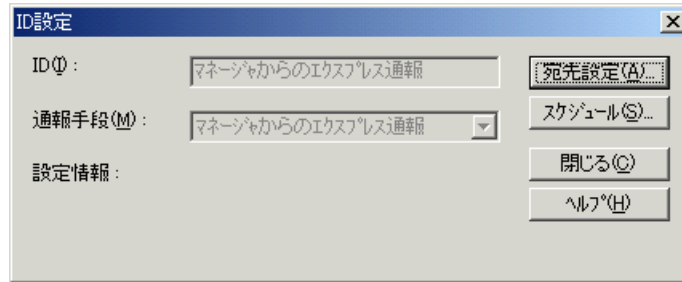 ID設定
ID(I) :
ﾏﾈｰｼﾞｬからのｴｸｽﾌﾟﾚｽ通報
宛先設定(A)...
通報手段(M) :
ﾏﾈｰｼﾞｬからのｴｸｽﾌﾟﾚｽ通報
ｽｹｼﾞｭｰﾙ(S)...
設定情報 :
閉じる(C)
ﾍﾙﾌﾟ(H)